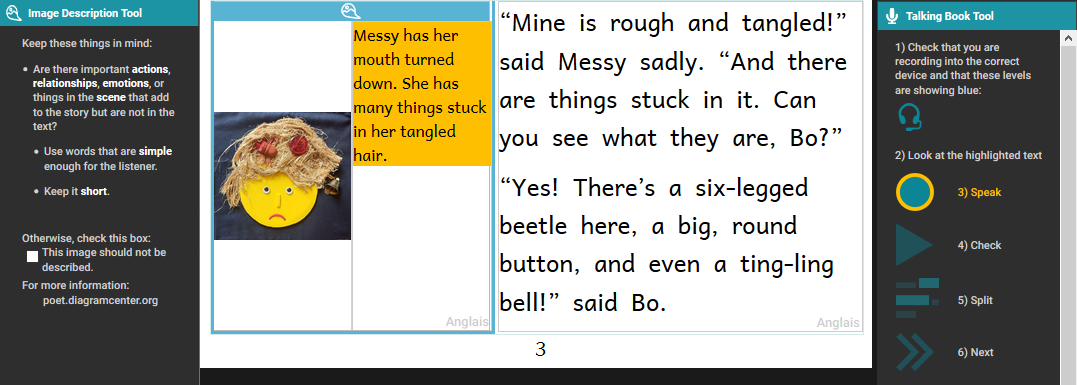 Image Description Tool
Keep these things in mind:
Are there important actions,
relationships, emotions, or
things in the scene that add
to the story but are not in the
text?
Use words that are simple
enough for the listener.
Keep it short.
Otherwise, check this box:
This image should not be
described.
For more information:
poet.diagramcenter.org
Messy has her
mouth turned
down. She has
many things stuck
in her tangled
hair.
Anglais
“Mine is rough and tangled!”
said Messy sadly. “And there
are things stuck in it. Can
you see what they are, Bo?”
“Yes! There’s a six-legged
beetle here, a big, round
button, and even a ting-ling
bell!” said Bo.
Anglais
3
Talking Book Tool
1) Check that you are
recording into the correct
device and that these levels
are showing blue:
2) Look at the highlighted text
3) Speak
4) Check
5) Split
6) Next